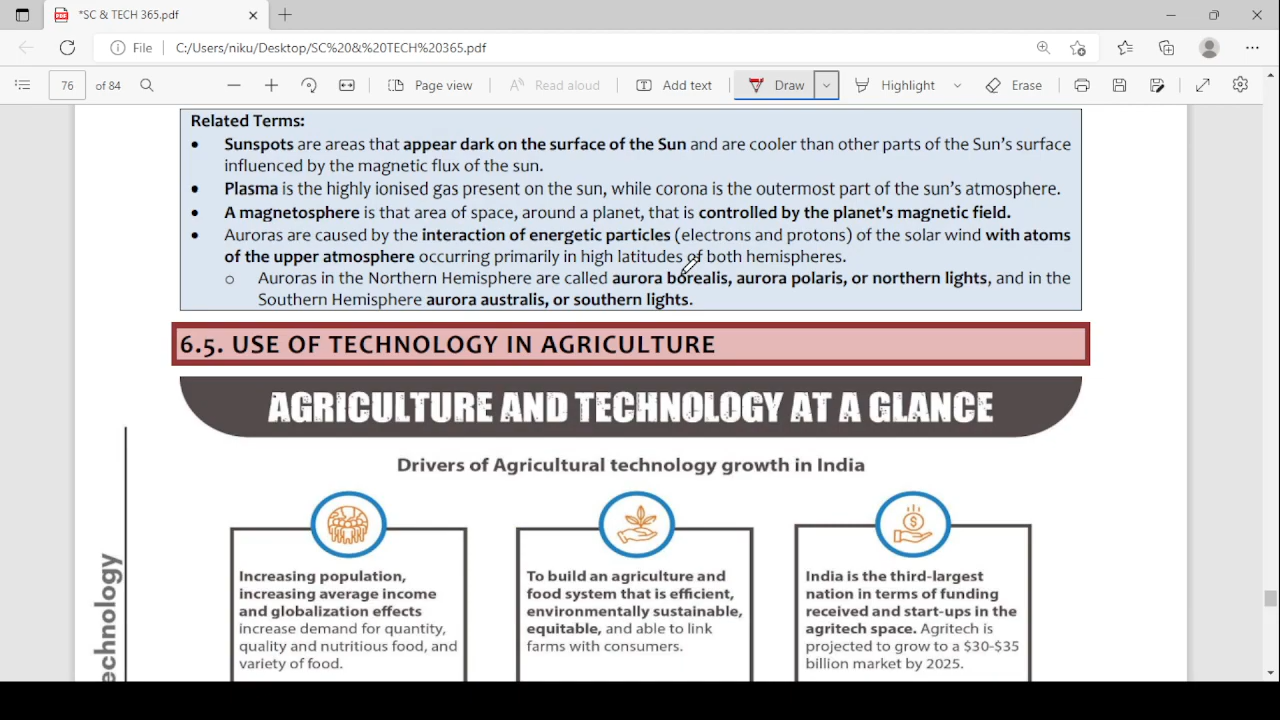 *SC & TECH 365.pdf
File | C:/Users/niku/Desktop/SC%20&%20TECH%20365.pdf
76 of 84 Page view Read aloud Add text Draw Highlight Erase
Related Terms:
• Sunspots are areas that appear dark on the surface of the Sun and are cooler than other parts of the Sun's surface
influenced by the magnetic flux of the sun.
• Plasma is the highly ionised gas present on the sun, while corona is the outermost part of the sun's atmosphere.
• A magnetosphere is that area of space, around a planet, that is controlled by the planet's magnetic field.
• Auroras are caused by the interaction of energetic particles (electrons and protons) of the solar wind with atoms
of the upper atmosphere occurring primarily in high latitudes of both hemispheres.
o Auroras in the Northern Hemisphere are called aurora borealis, aurora polaris, or northern lights, and in the
Southern Hemisphere aurora australis, or southern lights.
6.5. USE OF TECHNOLOGY IN AGRICULTURE
AGRICULTURE AND TECHNOLOGY AT A GLANCE
Drivers of Agricultural technology growth in India
Increasing population,
increasing average income
and globalization effects
increase demand for quantity,
quality and nutritious food, and
variety of food.
To build an agriculture and
food system that is efficient,
environmentally sustainable,
equitable, and able to link
farms with consumers.
India is the third-largest
nation in terms of funding
received and start-ups in the
agritech space. Agritech is
projected to grow to a $30-$35
billion market by 2025.
echnology